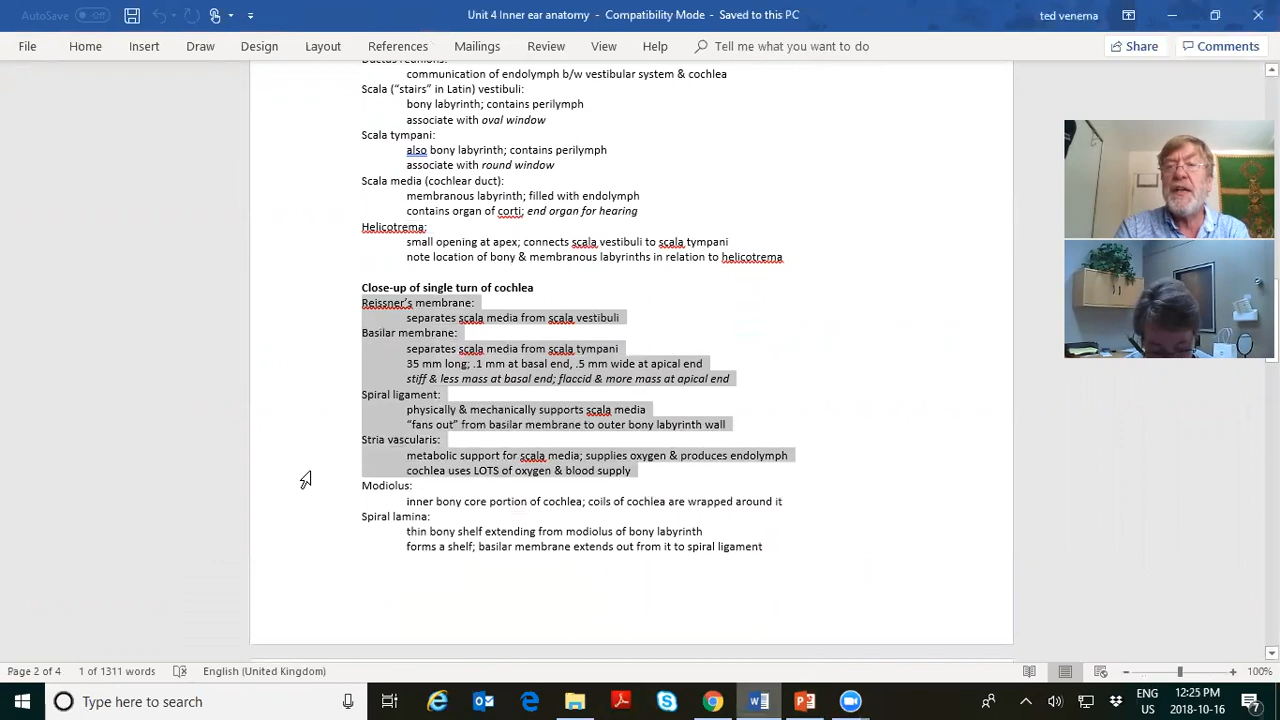 AutoSave Off
Unit 4 Inner ear anatomy - Compatibility Mode - Saved to this PC
ted venema
File Home Insert Draw Design Layout References Mailings Review View Help Tell me what you want to do Share Comments
Ductus reuniens:
communication of endolymph b/w vestibular system & cochlea
Scala (“stairs” in Latin) vestibuli:
bony labyrinth; contains perilymph
associate with oval window
Scala tympani:
also bony labyrinth; contains perilymph
associate with round window
Scala media (cochlear duct):
membranous labyrinth; filled with endolymph
contains organ of corti; end organ for hearing
Helicotrema:
small opening at apex; connects scala vestibuli to scala tympani
note location of bony & membranous labyrinths in relation to helicotrema
Close-up of single turn of cochlea
Reissner’s membrane:
separates scala media from scala vestibuli
Basilar membrane:
separates scala media from scala tympani
35 mm long; .1 mm at basal end, .5 mm wide at apical end
stiff & less mass at basal end; flaccid & more mass at apical end
Spiral ligament:
physically & mechanically supports scala media
“fans out” from basilar membrane to outer bony labyrinth wall
Stria vascularis:
metabolic support for scala media; supplies oxygen & produces endolymph
cochlea uses LOTS of oxygen & blood supply
Modiolus:
inner bony core portion of cochlea; coils of cochlea are wrapped around it
Spiral lamina:
thin bony shelf extending from modiolus of bony labyrinth
forms a shelf; basilar membrane extends out from it to spiral ligament
Page 2 of 4 1 of 1311 words English (United Kingdom) 100%
Type here to search
ENG 12:25 PM
US 2018-10-16 7